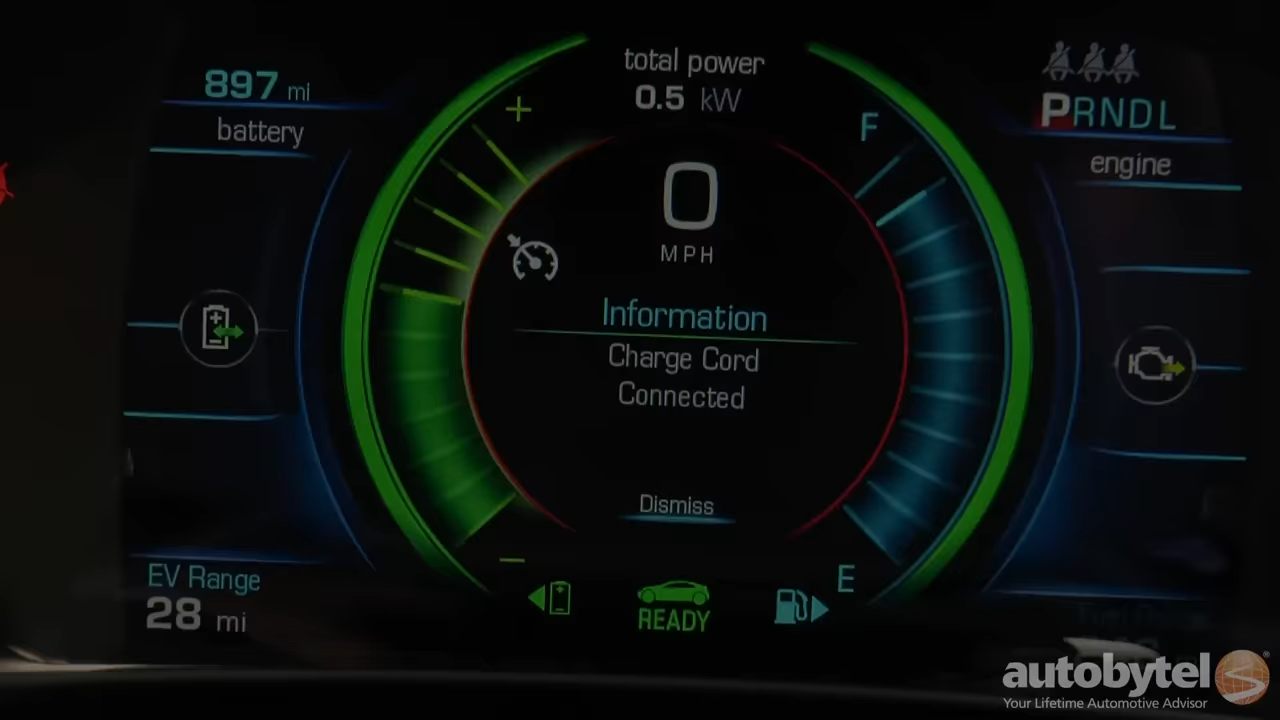 897 mi
battery
total power
0.5 kW
PRNDL
engine
+
F
0
MPH
Information
Charge Cord
Connected
Dismiss
EV Range
28 mi
−
E
READY
autobytel®
Your Lifetime Automotive Advisor